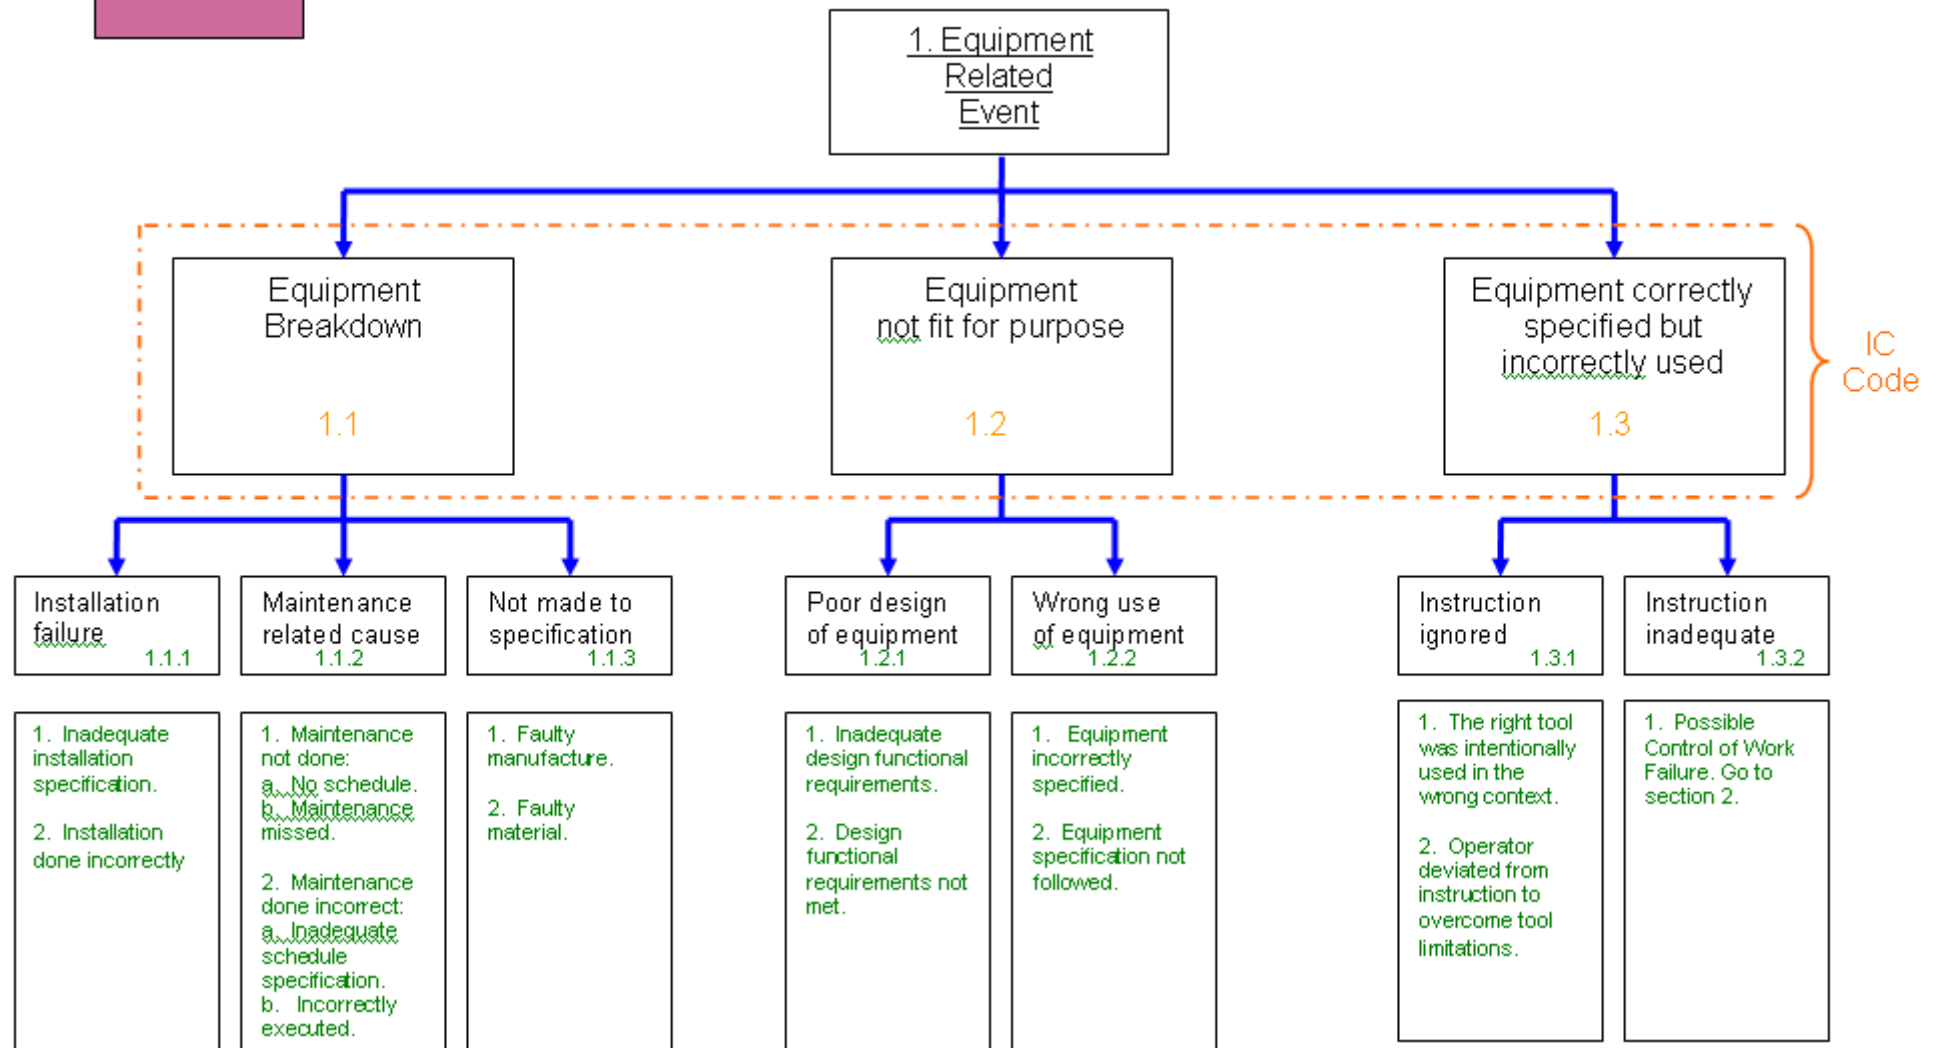 1. Equipment
Related
Event
Equipment
Breakdown
1.1
Equipment
not fit for purpose
1.2
Equipment correctly
specified but
incorrectly used
1.3
IC
Code
Installation
failure
1.1.1
Maintenance
related cause
1.1.2
Not made to
specification
1.1.3
Poor design
of equipment
1.2.1
Wrong use
of equipment
1.2.2
Instruction
ignored
1.3.1
Instruction
inadequate
1.3.2
1. Inadequate
installation
specification.
2. Installation
done incorrectly
1. Maintenance
not done:
a. No schedule.
b. Maintenance
missed.
2. Maintenance
done incorrect:
a. Inadequate
schedule
specification.
b. Incorrectly
executed.
1. Faulty
manufacture.
2. Faulty
material.
1. Inadequate
design functional
requirements.
2. Design
functional
requirements not
met.
1. Equipment
incorrectly
specified.
2. Equipment
specification not
followed.
1. The right tool
was intentionally
used in the
wrong context.
2. Operator
deviated from
instruction to
overcome tool
limitations.
1. Possible
Control of Work
Failure. Go to
section 2.